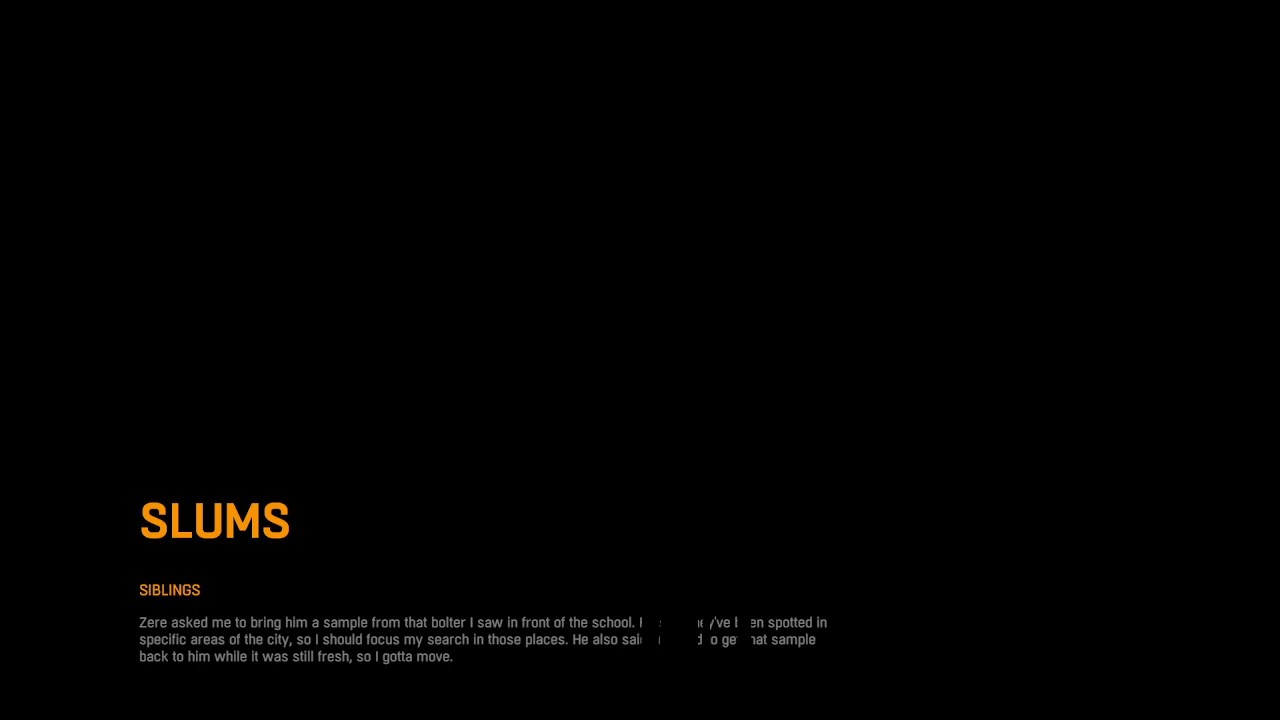 SLUMS
SIBLINGS
Zere asked me to bring him a sample from that bolter I saw in front of the school. spotted in
specific areas of the city, so I should focus my search in those places. He also sample
back to him while it was still fresh, so I gotta move.